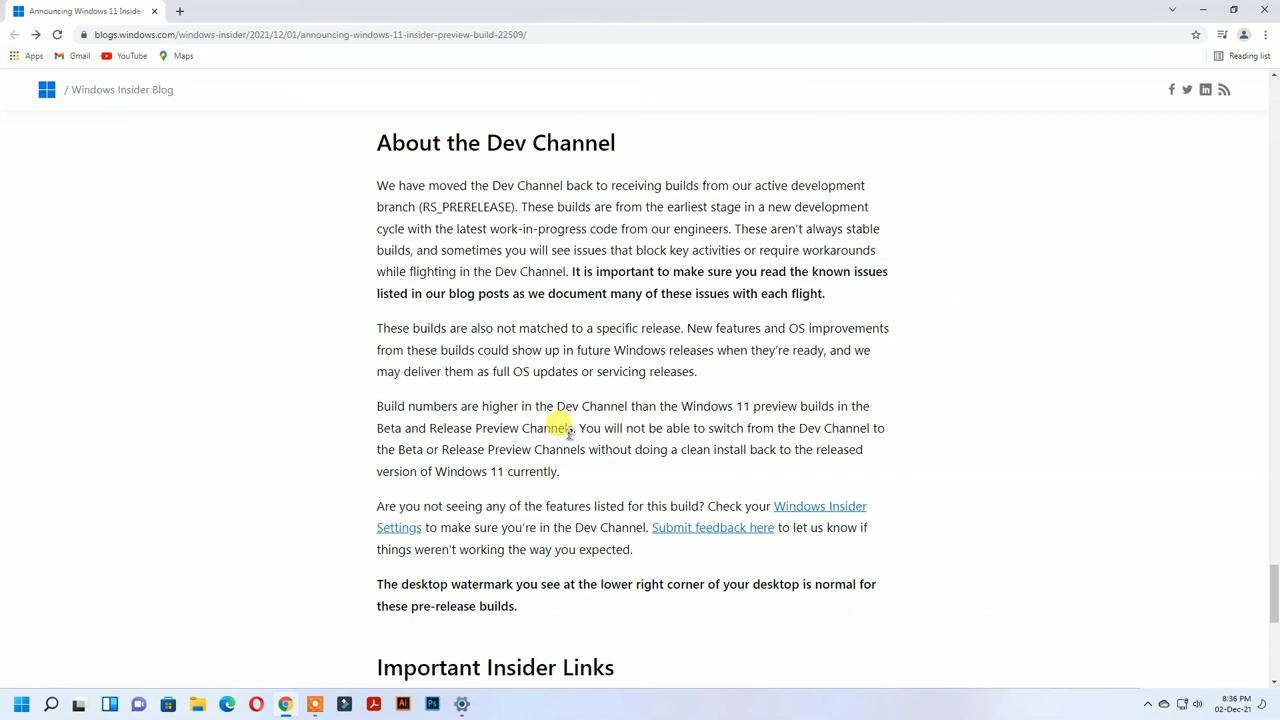 Announcing Windows 11 Insider
blogs.windows.com/windows-insider/2021/12/01/announcing-windows-11-insider-preview-build-22509/
Apps Gmail YouTube Maps Reading list
/ Windows Insider Blog
About the Dev Channel
We have moved the Dev Channel back to receiving builds from our active development
branch (RS_PRERELEASE). These builds are from the earliest stage in a new development
cycle with the latest work-in-progress code from our engineers. These aren't always stable
builds, and sometimes you will see issues that block key activities or require workarounds
while flighting in the Dev Channel. It is important to make sure you read the known issues
listed in our blog posts as we document many of these issues with each flight.
These builds are also not matched to a specific release. New features and OS improvements
from these builds could show up in future Windows releases when they're ready, and we
may deliver them as full OS updates or servicing releases.
Build numbers are higher in the Dev Channel than the Windows 11 preview builds in the
Beta and Release Preview Channels. You will not be able to switch from the Dev Channel to
the Beta or Release Preview Channels without doing a clean install back to the released
version of Windows 11 currently.
Are you not seeing any of the features listed for this build? Check your Windows Insider
Settings to make sure you're in the Dev Channel. Submit feedback here to let us know if
things weren't working the way you expected.
The desktop watermark you see at the lower right corner of your desktop is normal for
these pre-release builds.
Important Insider Links
Ai Ps
8:36 PM
02-Dec-21